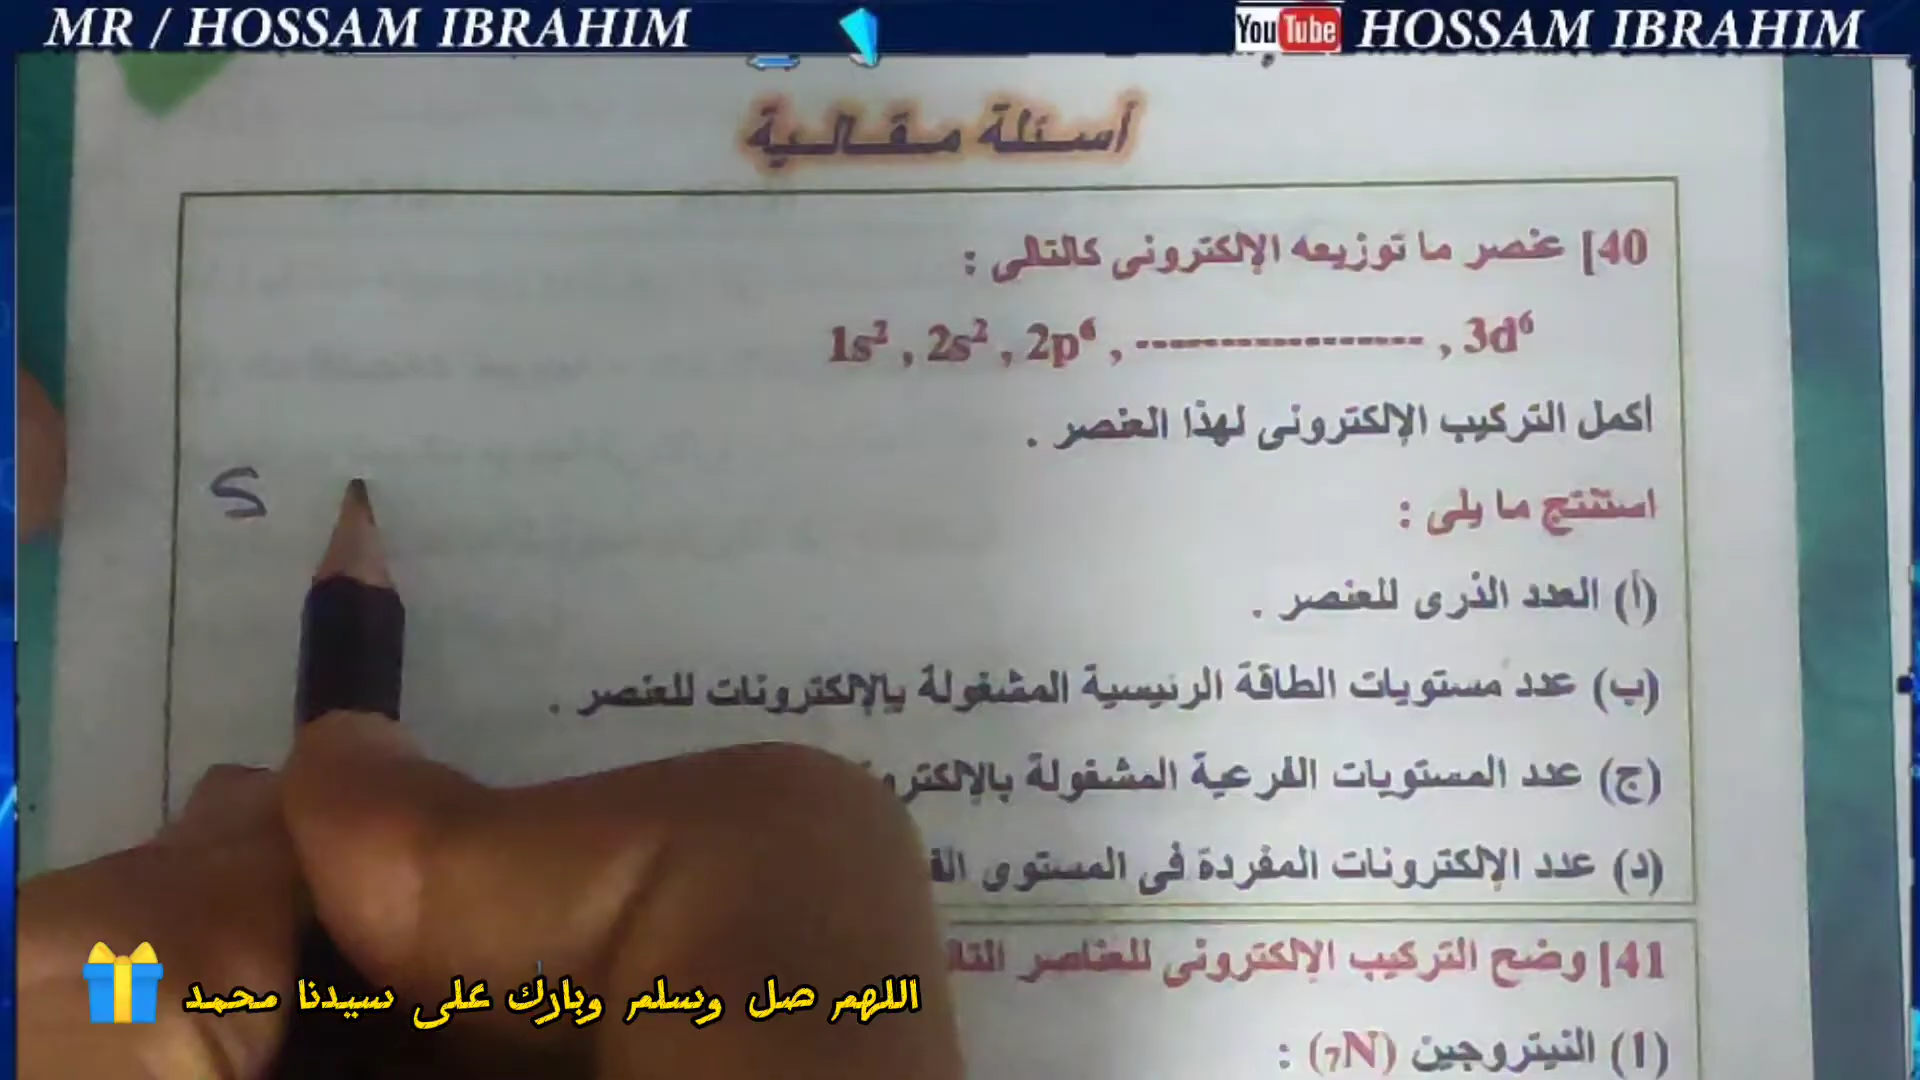 MR / HOSSAM IBRAHIM
YouTube HOSSAM IBRAHIM
أسئلة مقالية
40] عنصر ما توزيعه الإلكترونى كالتالى :
1s² , 2s² , 2p⁶ , ----------------- , 3d⁶
أكمل التركيب الإلكترونى لهذا العنصر .
استنتج ما يلى :
S
(أ) العدد الذرى للعنصر .
(ب) عدد مستويات الطاقة الرئيسية المشغولة بالإلكترونات للعنصر .
(ج) عدد المستويات الفرعية المشغولة
(د) عدد الإلكترونات المفردة فى المستوى
41] وضح التركيب الإلكترونى للعناصر
اللهم صل وسلم وبارك على سيدنا محمد
(1) النيتروجين (₇N) :